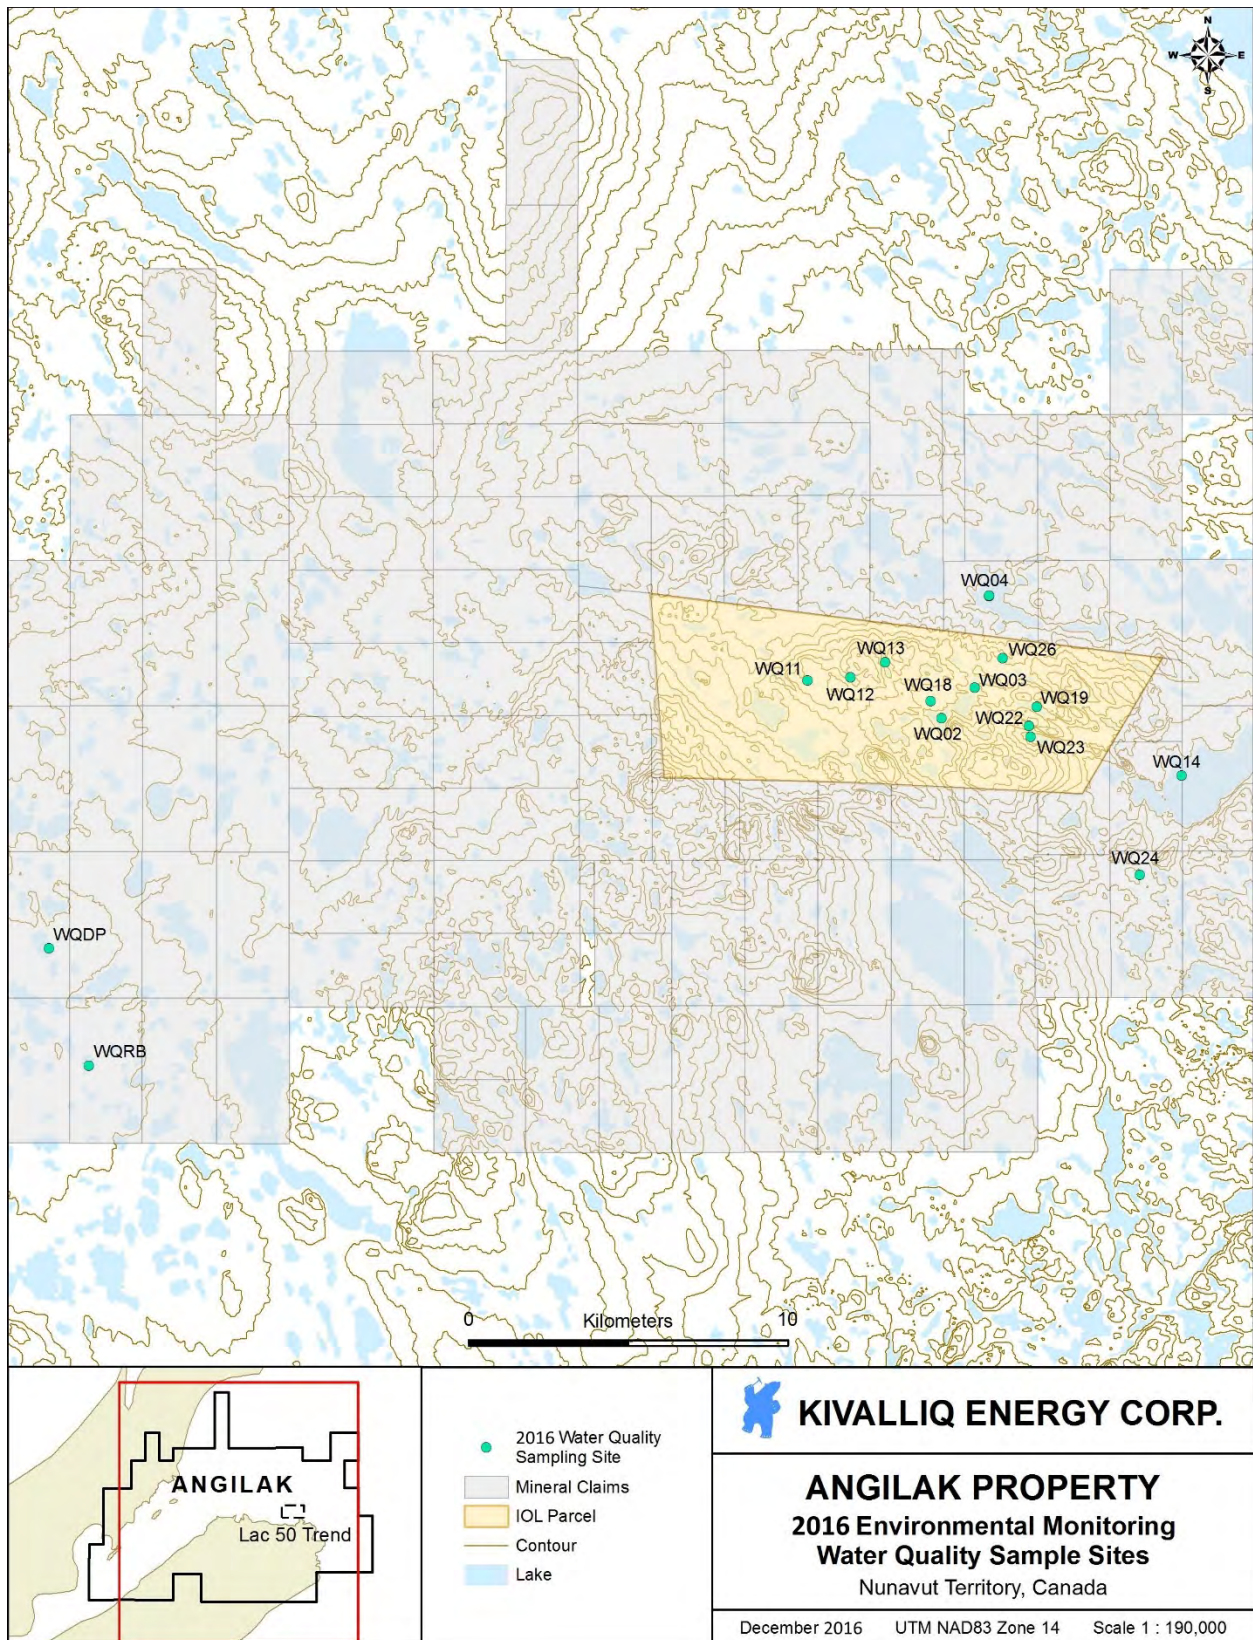 N
W E
S
WQ04
WQ13
WQ26
WQ11
WQ12
WQ18
WQ03
WQ19
WQ22
WQ02
WQ23
WQ14
WQ24
WQDP
WQRB
0 Kilometers 10
ANGILAK
Lac 50 Trend
2016 Water Quality
Sampling Site
Mineral Claims
IOL Parcel
Contour
Lake
KIVALLIQ ENERGY CORP.
ANGILAK PROPERTY
2016 Environmental Monitoring
Water Quality Sample Sites
Nunavut Territory, Canada
December 2016 UTM NAD83 Zone 14 Scale 1 : 190,000